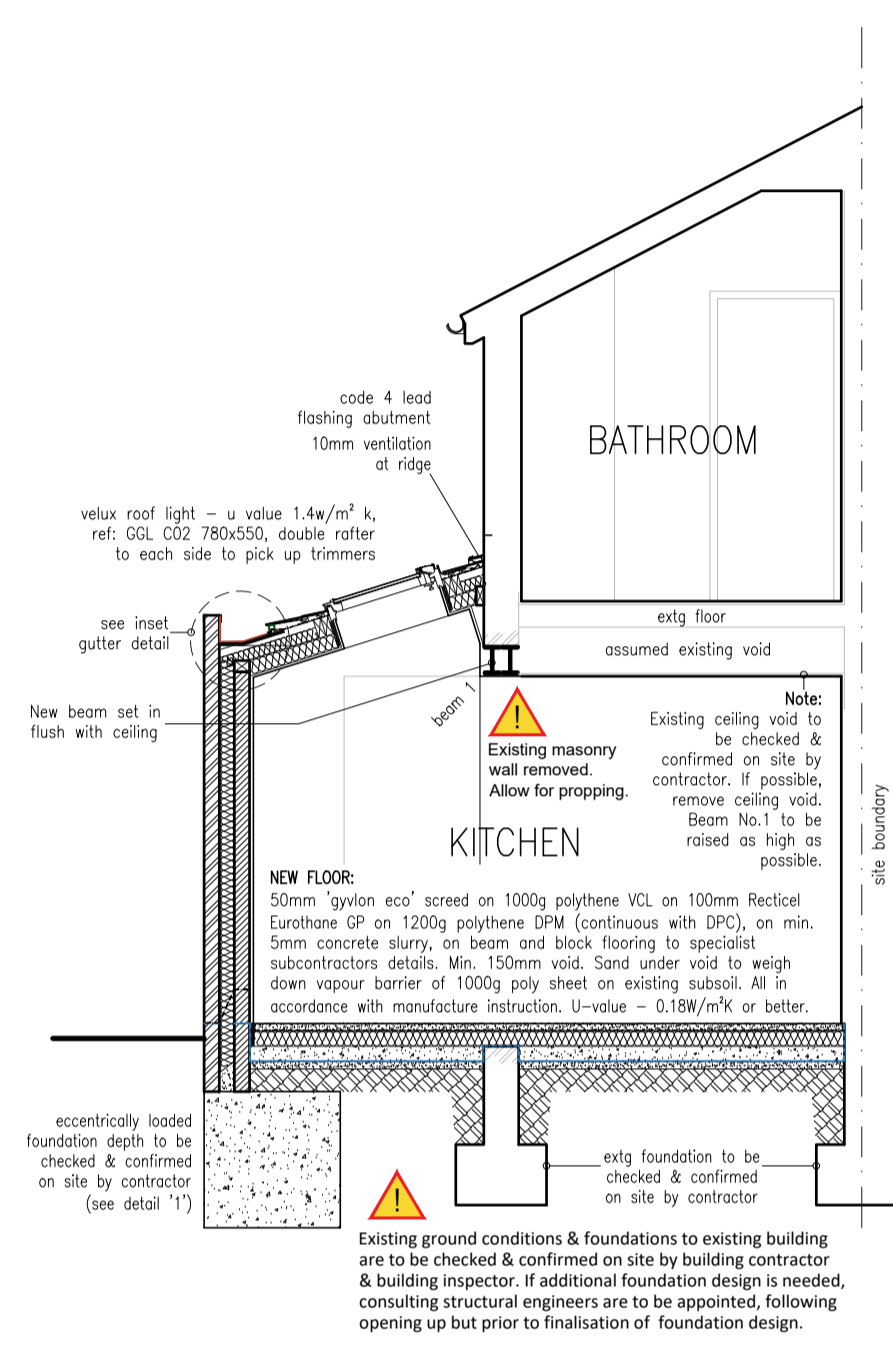 code 4 lead
flashing abutment
10mm ventilation
at ridge
BATHROOM
velux roof light – u value 1.4w/m² k,
ref: GGL C02 780x550, double rafter
to each side to pick up trimmers
see inset
gutter detail
extg floor
assumed existing void
New beam set in
flush with ceiling
beam 1
!
Existing masonry
wall removed.
Allow for propping.
Note:
Existing ceiling void to
be checked &
confirmed on site by
contractor. If possible,
remove ceiling void.
Beam No.1 to be
raised as high as
possible.
site boundary
KITCHEN
NEW FLOOR:
50mm 'gyvlon eco' screed on 1000g polythene VCL on 100mm Recticel
Eurothane GP on 1200g polythene DPM (continuous with DPC), on min.
5mm concrete slurry, on beam and block flooring to specialist
subcontractors details. Min. 150mm void. Sand under void to weigh
down vapour barrier of 1000g poly sheet on existing subsoil. All in
accordance with manufacture instruction. U-value – 0.18W/m²K or better.
eccentrically loaded
foundation depth to be
checked & confirmed
on site by contractor
(see detail '1')
extg foundation to be
checked & confirmed
on site by contractor
!
Existing ground conditions & foundations to existing building
are to be checked & confirmed on site by building contractor
& building inspector. If additional foundation design is needed,
consulting structural engineers are to be appointed, following
opening up but prior to finalisation of foundation design.